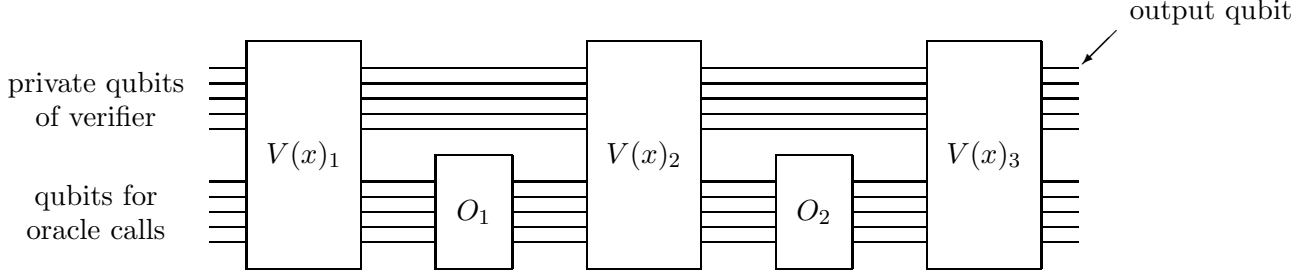 output qubit
private qubits
of verifier
V(x)₁
V(x)₂
V(x)₃
qubits for
oracle calls
O₁
O₂